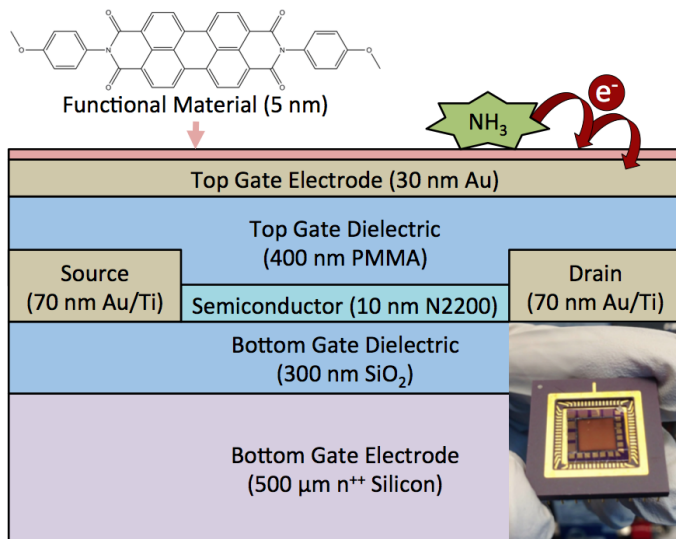 O
O
O
N
N
O
O
O
Functional Material (5 nm)
NH₃
e⁻
Top Gate Electrode (30 nm Au)
Top Gate Dielectric
(400 nm PMMA)
Source
(70 nm Au/Ti)
Drain
(70 nm Au/Ti)
Semiconductor (10 nm N2200)
Bottom Gate Dielectric
(300 nm SiO₂)
Bottom Gate Electrode
(500 µm n⁺⁺ Silicon)